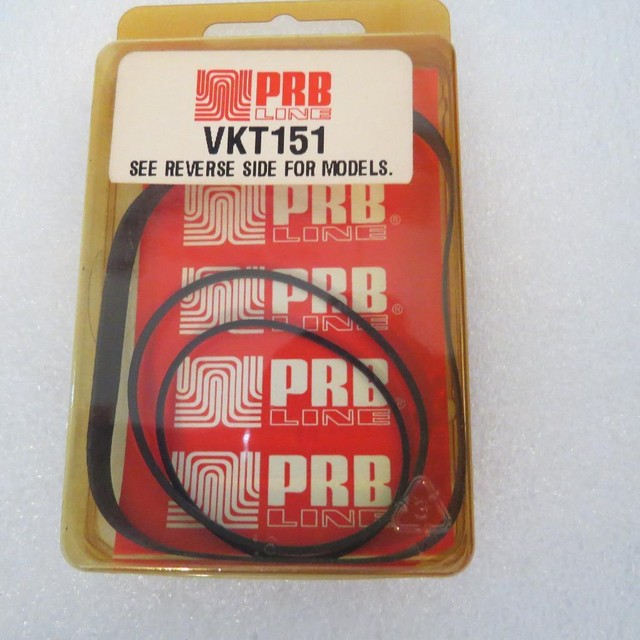 PRB
LINE
VKT151
SEE REVERSE SIDE FOR MODELS.
PRB®
LINE
PRB®
LINE
PRB
LINE
PRB
LINE